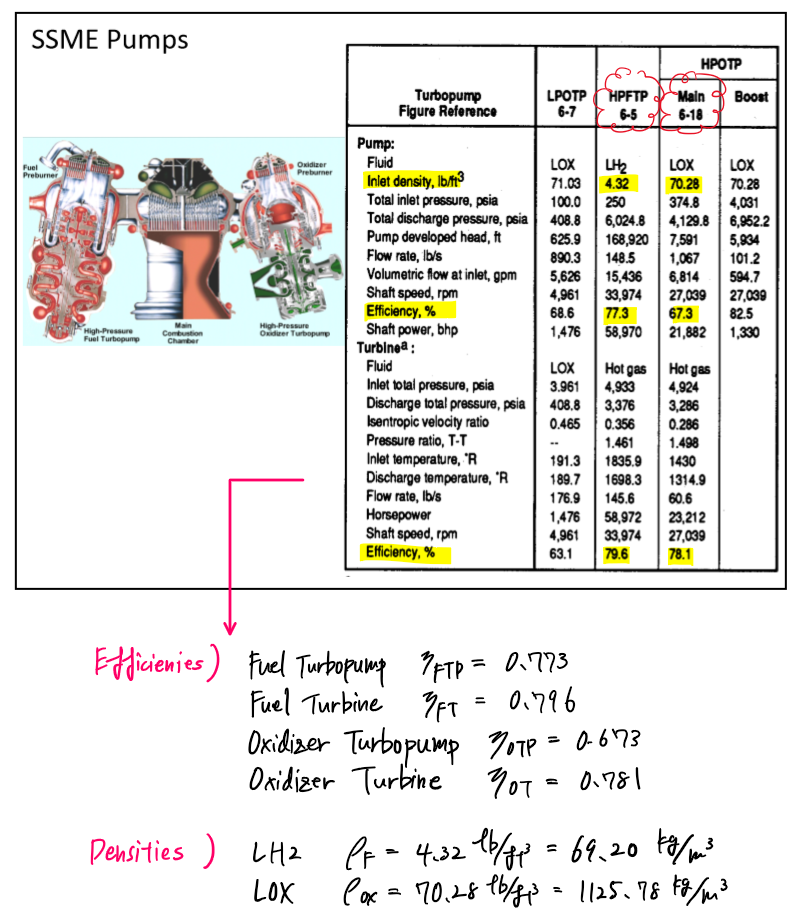 SSME Pumps
Fuel
Preburner
Oxidizer
Preburner
High-Pressure
Fuel Turbopump
Main
Combustion
Chamber
High-Pressure
Oxidizer Turbopump
HPOTP
Turbopump LPOTP HPFTP Main Boost
Figure Reference 6-7 6-5 6-18
Pump:
Fluid LOX LH2 LOX LOX
Inlet density, lb/ft3 71.03 4.32 70.28 70.28
Total inlet pressure, psia 100.0 250 374.8 4,031
Total discharge pressure, psia 408.8 6,024.8 4,129.8 6,952.2
Pump developed head, ft 625.9 168,920 7,591 5,934
Flow rate, lb/s 890.3 148.5 1,067 101.2
Volumetric flow at inlet, gpm 5,626 15,436 6,814 594.7
Shaft speed, rpm 4,961 33,974 27,039 27,039
Efficiency, % 68.6 77.3 67.3 82.5
Shaft power, bhp 1,476 58,970 21,882 1,330
Turbineª :
Fluid LOX Hot gas Hot gas
Inlet total pressure, psia 3.961 4,933 4,924
Discharge total pressure, psia 408.8 3,376 3,286
Isentropic velocity ratio 0.465 0.356 0.286
Pressure ratio, T-T -- 1.461 1.498
Inlet temperature, °R 191.3 1835.9 1430
Discharge temperature, °R 189.7 1698.3 1314.9
Flow rate, lb/s 176.9 145.6 60.6
Horsepower 1,476 58,972 23,212
Shaft speed, rpm 4,961 33,974 27,039
Efficiency, % 63.1 79.6 78.1
Efficienies) Fuel Turbopump ηFTP = 0.773
Fuel Turbine ηFT = 0.796
Oxidizer Turbopump ηOTP = 0.673
Oxidizer Turbine ηOT = 0.781
Densities ) LH2 ρF = 4.32 lb/ft³ = 69.20 kg/m³
LOX ρox = 70.28 lb/ft³ = 1125.78 kg/m³